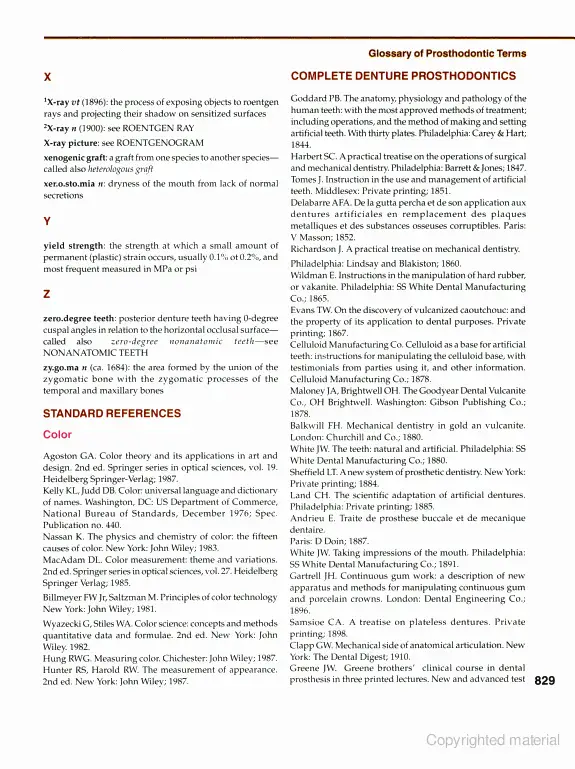 Glossary of Prosthodontic Terms
X
¹X-ray vt (1896): the process of exposing objects to roentgen
rays and projecting their shadow on sensitized surfaces
²X-ray n (1900): see ROENTGEN RAY
X-ray picture: see ROENTGENOGRAM
xenogenic graft: a graft from one species to another species—
called also heterologous graft
xer.o.sto.mia n: dryness of the mouth from lack of normal
secretions
Y
yield strength: the strength at which a small amount of
permanent (plastic) strain occurs, usually 0.1% ot 0.2%, and
most frequent measured in MPa or psi
Z
zero.degree teeth: posterior denture teeth having 0-degree
cuspal angles in relation to the horizontal occlusal surface—
called also zero-degree nonanatomic teeth—see
NONANATOMIC TEETH
zy.go.ma n (ca. 1684): the area formed by the union of the
zygomatic bone with the zygomatic processes of the
temporal and maxillary bones
STANDARD REFERENCES
Color
Agoston GA. Color theory and its applications in art and
design. 2nd ed. Springer series in optical sciences, vol. 19.
Heidelberg Springer-Verlag; 1987.
Kelly KL, Judd DB. Color: universal language and dictionary
of names. Washington, DC: US Department of Commerce,
National Bureau of Standards, December 1976; Spec.
Publication no. 440.
Nassan K. The physics and chemistry of color: the fifteen
causes of color. New York: John Wiley; 1983.
MacAdam DL. Color measurement: theme and variations.
2nd ed. Springer series in optical sciences, vol. 27. Heidelberg
Springer Verlag; 1985.
Billmeyer FW Jr, Saltzman M. Principles of color technology
New York: John Wiley; 1981.
Wyazecki G, Stiles WA. Color science: concepts and methods
quantitative data and formulae. 2nd ed. New York: John
Wiley. 1982.
Hung RWG. Measuring color. Chichester: John Wiley; 1987.
Hunter RS, Harold RW. The measurement of appearance.
2nd ed. New York: John Wiley; 1987.
COMPLETE DENTURE PROSTHODONTICS
Goddard PB. The anatomy, physiology and pathology of the
human teeth: with the most approved methods of treatment;
including operations, and the method of making and setting
artificial teeth. With thirty plates. Philadelphia: Carey & Hart;
1844.
Harbert SC. A practical treatise on the operations of surgical
and mechanical dentistry. Philadelphia: Barrett & Jones; 1847.
Tomes J. Instruction in the use and management of artificial
teeth. Middlesex: Private printing; 1851.
Delabarre AFA. De la gutta percha et de son application aux
dentures artificiales en remplacement des plaques
metalliques et des substances osseuses corruptibles. Paris:
V Masson; 1852.
Richardson J. A practical treatise on mechanical dentistry.
Philadelphia: Lindsay and Blakiston; 1860.
Wildman E. Instructions in the manipulation of hard rubber,
or vakanite. Philadelphia: SS White Dental Manufacturing
Co.; 1865.
Evans TW. On the discovery of vulcanized caoutchouc: and
the property of its application to dental purposes. Private
printing; 1867.
Celluloid Manufacturing Co. Celluloid as a base for artificial
teeth: instructions for manipulating the celluloid base, with
testimonials from parties using it, and other information.
Celluloid Manufacturing Co.; 1878.
Maloney JA, Brightwell OH. The Goodyear Dental Vulcanite
Co., OH Brightwell. Washington: Gibson Publishing Co.;
1878.
Balkwill FH. Mechanical dentistry in gold an vulcanite.
London: Churchill and Co.; 1880.
White JW. The teeth: natural and artificial. Philadelphia: SS
White Dental Manufacturing Co.; 1880.
Sheffield LT. A new system of prosthetic dentistry. New York:
Private printing; 1884.
Land CH. The scientific adaptation of artificial dentures.
Philadelphia: Private printing; 1885.
Andrieu E. Traite de prosthese buccale et de mecanique
dentaire.
Paris: D Doin; 1887.
White JW. Taking impressions of the mouth. Philadelphia:
SS White Dental Manufacturing Co.; 1891.
Gartrell JH. Continuous gum work: a description of new
apparatus and methods for manipulating continuous gum
and porcelain crowns. London: Dental Engineering Co.;
1896.
Samsioe CA. A treatise on plateless dentures. Private
printing; 1898.
Clapp GW. Mechanical side of anatomical articulation. New
York: The Dental Digest; 1910.
Greene JW. Greene brothers' clinical course in dental
prosthesis in three printed lectures. New and advanced test
829
Copyrighted material